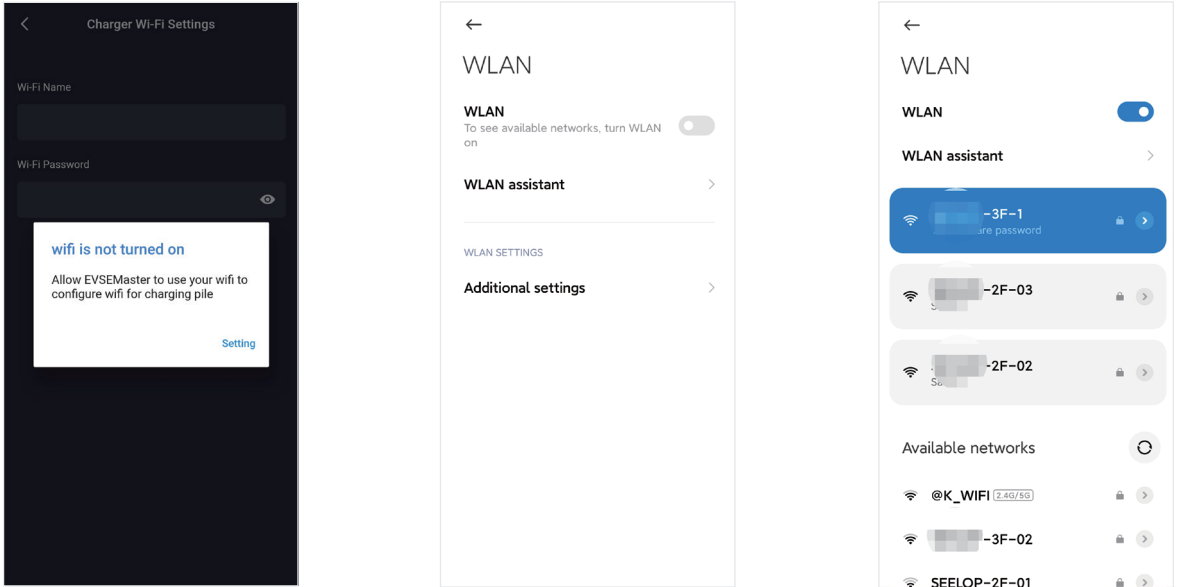 Charger Wi-Fi Settings
Wi-Fi Name
Wi-Fi Password
wifi is not turned on
Allow EVSEMaster to use your wifi to
configure wifi for charging pile
Setting
WLAN
WLAN
To see available networks, turn WLAN
on
WLAN assistant
WLAN SETTINGS
Additional settings
WLAN
WLAN
WLAN assistant
-3F-1
password
-2F-03
-2F-02
Available networks
@K_WIFI 2.4G/5G
-3F-02
SEELOP-2F-01